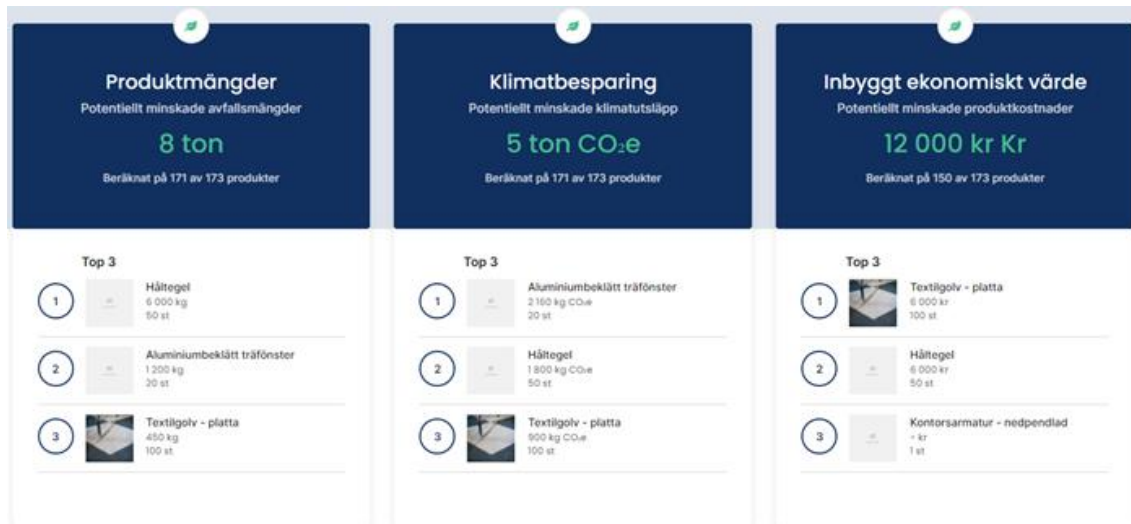 Produktmängder
Potentiellt minskade avfallsmängder
8 ton
Beräknat på 171 av 173 produkter
Top 3
1
Håltegel
6 000 kg
50 st
2
Aluminiumbeklätt träfönster
1 200 kg
20 st
3
Textilgolv - platta
450 kg
100 st
Klimatbesparing
Potentiellt minskade klimatutsläpp
5 ton CO₂e
Beräknat på 171 av 173 produkter
Top 3
1
Aluminiumbeklätt träfönster
2 160 kg CO₂e
20 st
2
Håltegel
1 800 kg CO₂e
50 st
3
Textilgolv - platta
900 kg CO₂e
100 st
Inbyggt ekonomiskt värde
Potentiellt minskade produktkostnader
12 000 kr Kr
Beräknat på 150 av 173 produkter
Top 3
1
Textilgolv - platta
6 000 kr
100 st
2
Håltegel
6 000 kr
50 st
3
Kontorsarmatur - nedpendlad
- kr
1 st